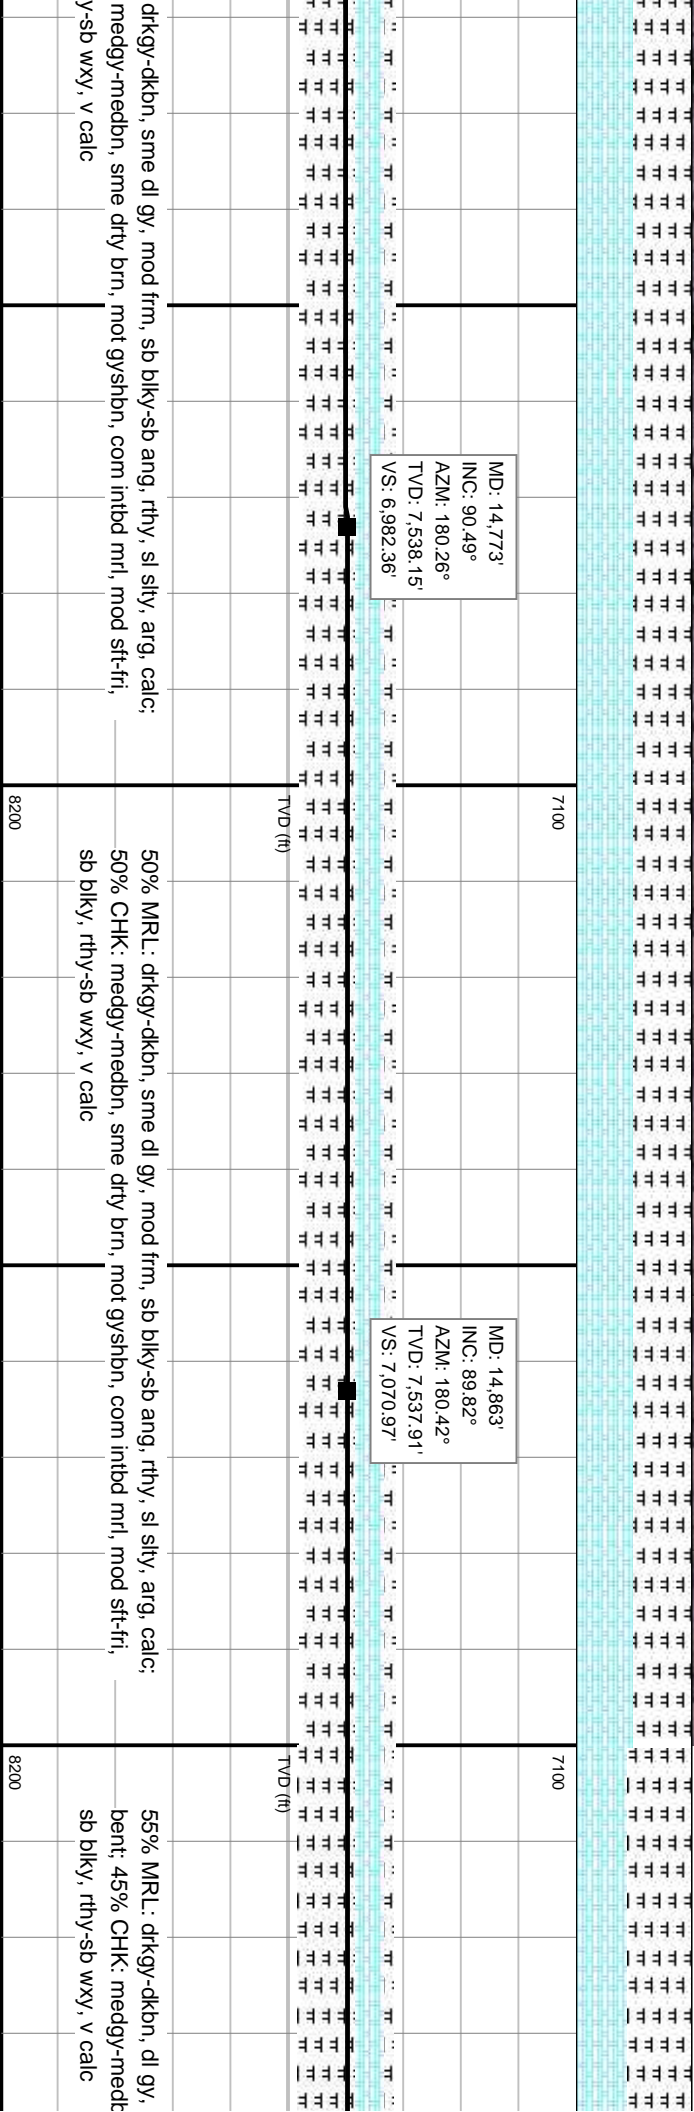 drkgy-dkbn, sme dl gy, mod frm, sb blky-sb ang, rthy, sl slty, arg, calc;
medgy-medbn, sme drty brn, mot gyshbn, com intbd mrl, mod sft-fri,
y-sb wxy, v calc
MD: 14,773'
INC: 90.49°
AZM: 180.26°
TVD: 7,538.15'
VS: 6,982.36'
7100
TVD (ft)
8200
50% MRL: drkgy-dkbn, sme dl gy, mod frm, sb blky-sb ang, rthy, sl slty, arg, calc;
50% CHK: medgy-medbn, sme drty brn, mot gyshbn, com intbd mrl, mod sft-fri,
sb blky, rthy-sb wxy, v calc
MD: 14,863'
INC: 89.82°
AZM: 180.42°
TVD: 7,537.91'
VS: 7,070.97'
7100
TVD (ft)
8200
55% MRL: drkgy-dkbn, dl gy,
bent; 45% CHK: medgy-medb
sb blky, rthy-sb wxy, v calc